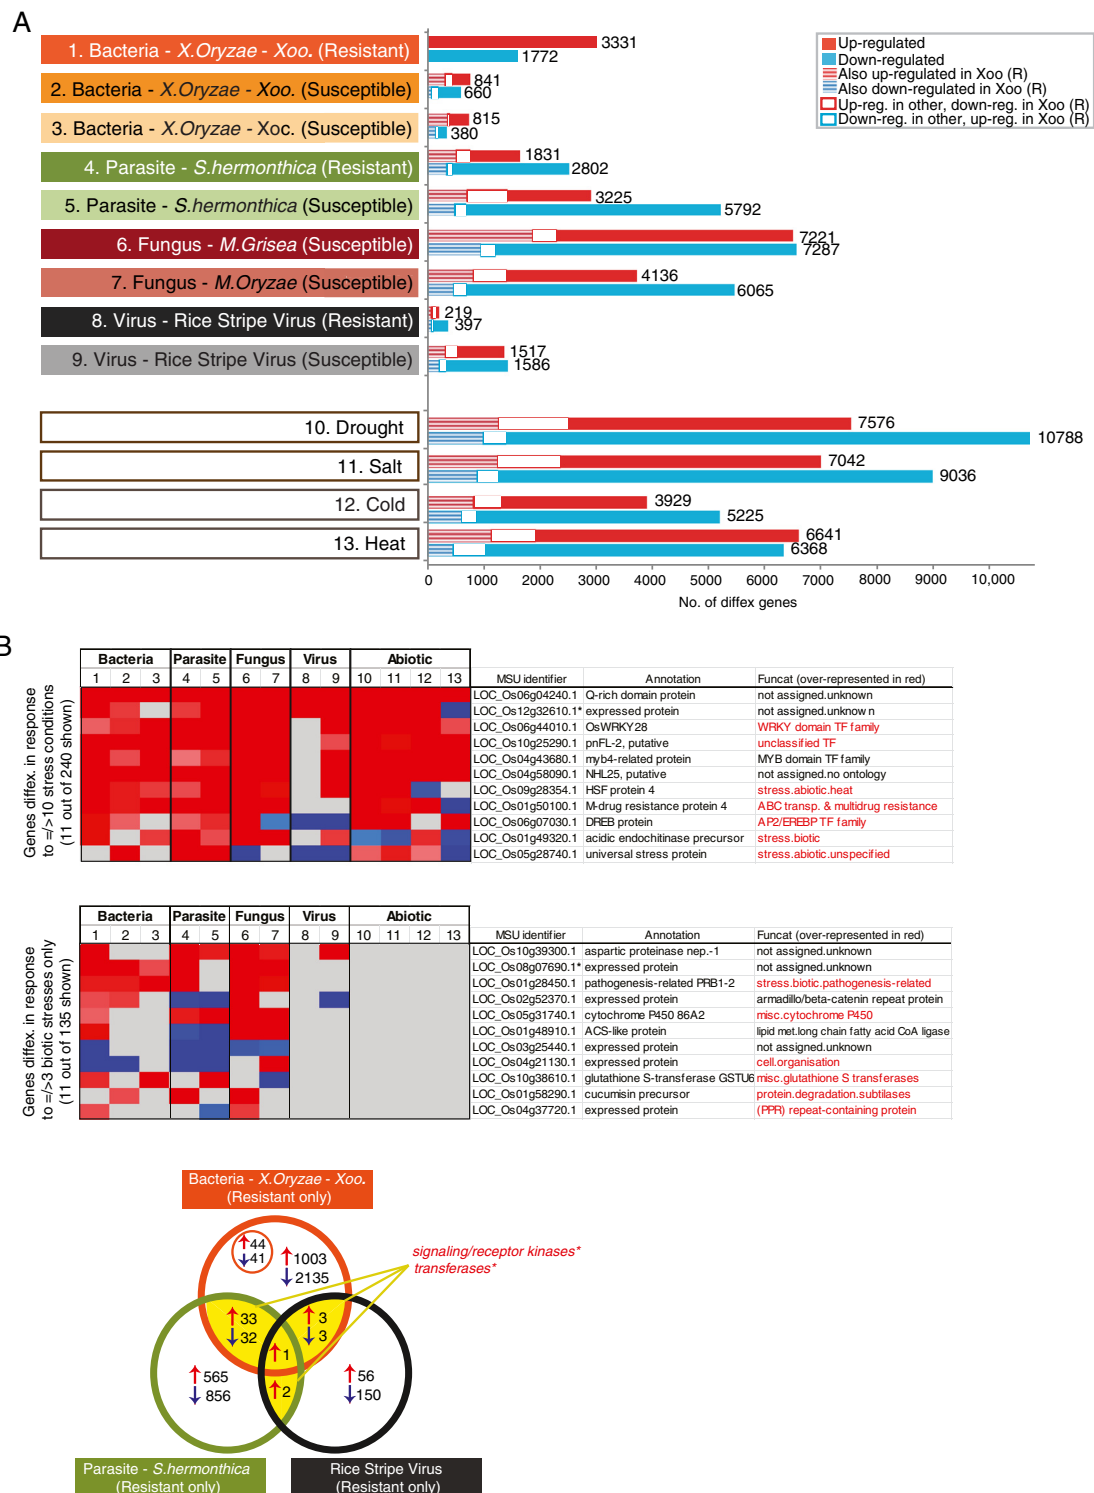 A
1. Bacteria - X.Oryzae - Xoo. (Resistant)
3331
1772
2. Bacteria - X.Oryzae - Xoo. (Susceptible)
841
660
3. Bacteria - X.Oryzae - Xoc. (Susceptible)
815
380
4. Parasite - S.hermonthica (Resistant)
1831
2802
5. Parasite - S.hermonthica (Susceptible)
3225
5792
6. Fungus - M.Grisea (Susceptible)
7221
7287
7. Fungus - M.Oryzae (Susceptible)
4136
6065
8. Virus - Rice Stripe Virus (Resistant)
219
397
9. Virus - Rice Stripe Virus (Susceptible)
1517
1586
10. Drought
7576
10788
11. Salt
7042
9036
12. Cold
3929
5225
13. Heat
6641
6368
Up-regulated
Down-regulated
Also up-regulated in Xoo (R)
Also down-regulated in Xoo (R)
Up-reg. in other, down-reg. in Xoo (R)
Down-reg. in other, up-reg. in Xoo (R)
0 1000 2000 3000 4000 5000 6000 7000 8000 9000 10,000
No. of diffex genes
B
Genes diffex. in response
to =/>10 stress conditions
(11 out of 240 shown)
Bacteria Parasite Fungus Virus Abiotic
1 2 3 4 5 6 7 8 9 10 11 12 13 MSU identifier Annotation Funcat (over-represented in red)
LOC_Os06g04240.1 Q-rich domain protein not assigned.unknown
LOC_Os12g32610.1* expressed protein not assigned.unknown
LOC_Os06g44010.1 OsWRKY28 WRKY domain TF family
LOC_Os10g25290.1 pnFL-2, putative unclassified TF
LOC_Os04g43680.1 myb4-related protein MYB domain TF family
LOC_Os04g58090.1 NHL25, putative not assigned.no ontology
LOC_Os09g28354.1 HSF protein 4 stress.abiotic.heat
LOC_Os01g50100.1 M-drug resistance protein 4 ABC transp. & multidrug resistance
LOC_Os06g07030.1 DREB protein AP2/EREBP TF family
LOC_Os01g49320.1 acidic endochitinase precursor stress.biotic
LOC_Os05g28740.1 universal stress protein stress.abiotic.unspecified
Genes diffex. in response
to =/>3 biotic stresses only
(11 out of 135 shown)
Bacteria Parasite Fungus Virus Abiotic
1 2 3 4 5 6 7 8 9 10 11 12 13 MSU identifier Annotation Funcat (over-represented in red)
LOC_Os10g39300.1 aspartic proteinase nep.-1 not assigned.unknown
LOC_Os08g07690.1* expressed protein not assigned.unknown
LOC_Os01g28450.1 pathogenesis-related PRB1-2 stress.biotic.pathogenesis-related
LOC_Os02g52370.1 expressed protein armadillo/beta-catenin repeat protein
LOC_Os05g31740.1 cytochrome P450 86A2 misc.cytochrome P450
LOC_Os01g48910.1 ACS-like protein lipid met.long chain fatty acid CoA ligase
LOC_Os03g25440.1 expressed protein not assigned.unknown
LOC_Os04g21130.1 expressed protein cell.organisation
LOC_Os10g38610.1 glutathione S-transferase GSTU6 misc.glutathione S transferases
LOC_Os01g58290.1 cucumisin precursor protein.degradation.subtilases
LOC_Os04g37720.1 expressed protein (PPR) repeat-containing protein
Bacteria - X.Oryzae - Xoo.
(Resistant only)
↑44
↓41
↑1003
↓2135
signaling/receptor kinases*
transferases*
↑33
↓32
↑3
↓3
↑1
↑2
↑565
↓856
↑56
↓150
Parasite - S.hermonthica
(Resistant only)
Rice Stripe Virus
(Resistant only)